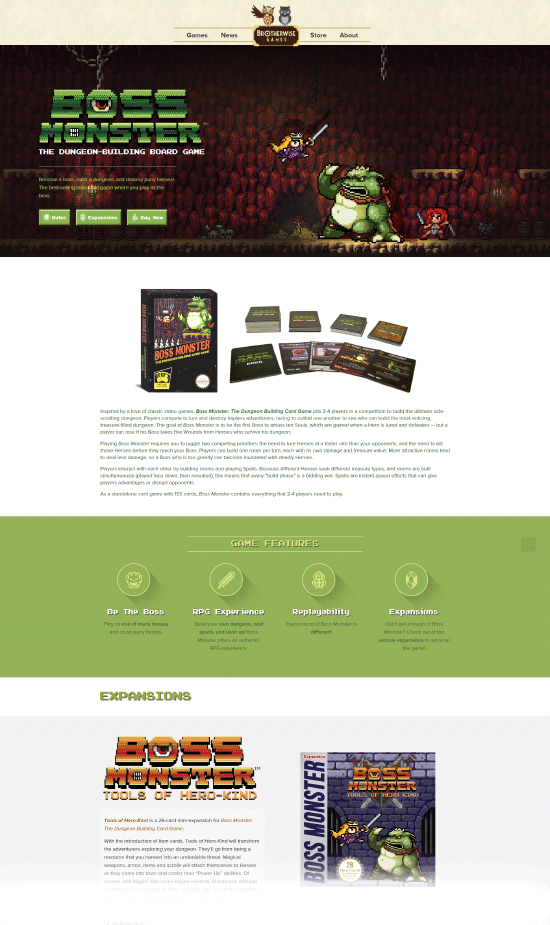 Games
News
BROTHERWISE
GAMES
Store
About
BOSS
MONSTER
THE DUNGEON-BUILDING BOARD GAME
Become a boss, build a dungeon, and destroy puny heroes!
The best-selling retro card game where you play as the
boss.
Rules
Expansions
Buy Now
BOSS MONSTER
Inspired by a love of classic video games, Boss Monster: The Dungeon Building Card Game pits 2-4 players in a competition to build the ultimate side-
scrolling dungeon. Players compete to lure and destroy hapless adventurers, racing to outbid one another to see who can build the most enticing,
treasure-filled dungeon. The goal of Boss Monster is to be the first Boss to amass ten Souls, which are gained when a Hero is lured and defeated — but a
player can lose if his Boss takes five Wounds from Heroes who survive his dungeon.
Playing Boss Monster requires you to juggle two competing priorities: the need to lure Heroes at a faster rate than your opponents, and the need to kill
those Heroes before they reach your Boss. Players can build one room per turn, each with its own damage and treasure value. More attractive rooms tend
to deal less damage, so a Boss who is too greedy can become inundated with deadly Heroes.
Players interact with each other by building rooms and playing Spells. Because different Heroes seek different treasure types, and rooms are built
simultaneously (played face down, then revealed), this means that every "build phase" is a bidding war. Spells are instant-speed effects that can give
players advantages or disrupt opponents.
As a standalone card game with 155 cards, Boss Monster contains everything that 2-4 players need to play.
GAME FEATURES
Be The Boss
Play as one of many bosses
and crush puny heroes.
RPG Experience
Build your own dungeon, cast
spells, and level up! Boss
Monster offers an authentic
RPG experience.
Replayability
Every round of Boss Monster is
different!
Expansions
Can't get enough of Boss
Monster? Check out the
various expansions to spice up
the game!
EXPANSIONS
BOSS
MONSTER™
TOOLS OF HERO-KIND
Tools of Hero-Kind is a 26-card mini-expansion for Boss Monster:
The Dungeon Building Card Game.
With the introduction of Item cards, Tools of Hero-Kind will transform
the adventurers exploring your dungeon. They'll go from being a
resource that you harvest into an undeniable threat. Magical
weapons, armor, items and scrolls will attach themselves to Heroes
as they come into town and confer their "Power-Up" abilities. Of
course with bigger risks come bigger rewards.
Expansion
BOSS MONSTER
BOSS
MONSTER
TOOLS OF HERO-KIND